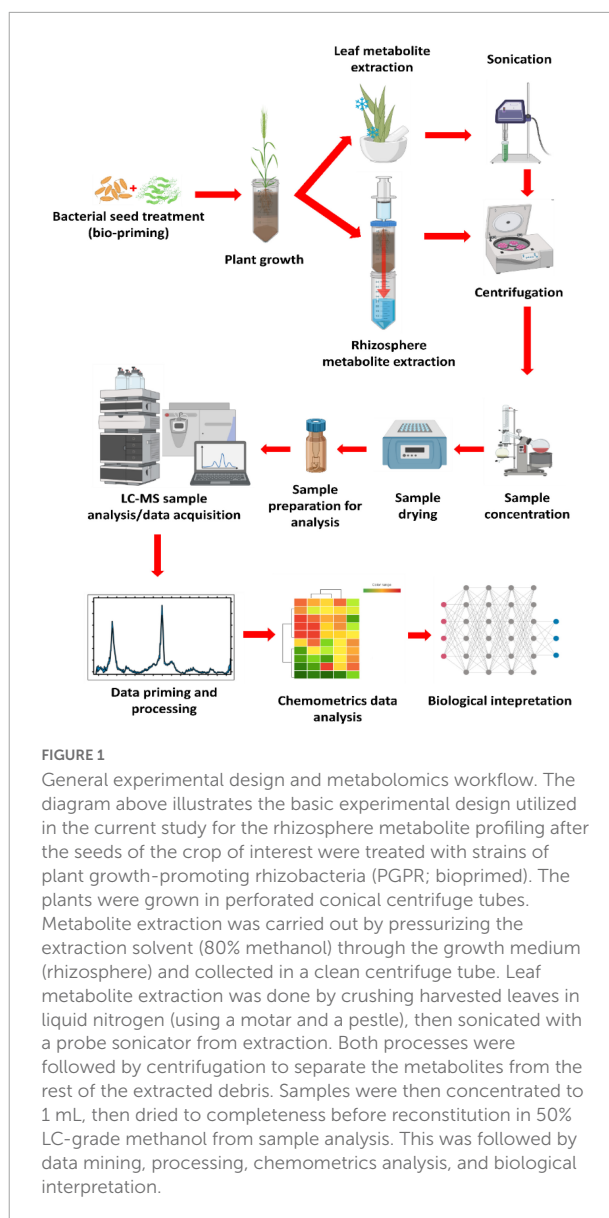 Leaf metabolite
extraction
Sonication
Bacterial seed treatment
(bio-priming)
Plant growth
Centrifugation
Rhizosphere
metabolite extraction
LC-MS sample
analysis/data acquisition
Sample
preparation for
analysis
Sample
drying
Sample
concentration
Data priming and
processing
Chemometrics data
analysis
Biological intepretation
FIGURE 1
General experimental design and metabolomics workflow. The
diagram above illustrates the basic experimental design utilized
in the current study for the rhizosphere metabolite profiling after
the seeds of the crop of interest were treated with strains of
plant growth-promoting rhizobacteria (PGPR; bioprimed). The
plants were grown in perforated conical centrifuge tubes.
Metabolite extraction was carried out by pressurizing the
extraction solvent (80% methanol) through the growth medium
(rhizosphere) and collected in a clean centrifuge tube. Leaf
metabolite extraction was done by crushing harvested leaves in
liquid nitrogen (using a motar and a pestle), then sonicated with
a probe sonicator from extraction. Both processes were
followed by centrifugation to separate the metabolites from the
rest of the extracted debris. Samples were then concentrated to
1 mL, then dried to completeness before reconstitution in 50%
LC-grade methanol from sample analysis. This was followed by
data mining, processing, chemometrics analysis, and biological
interpretation.